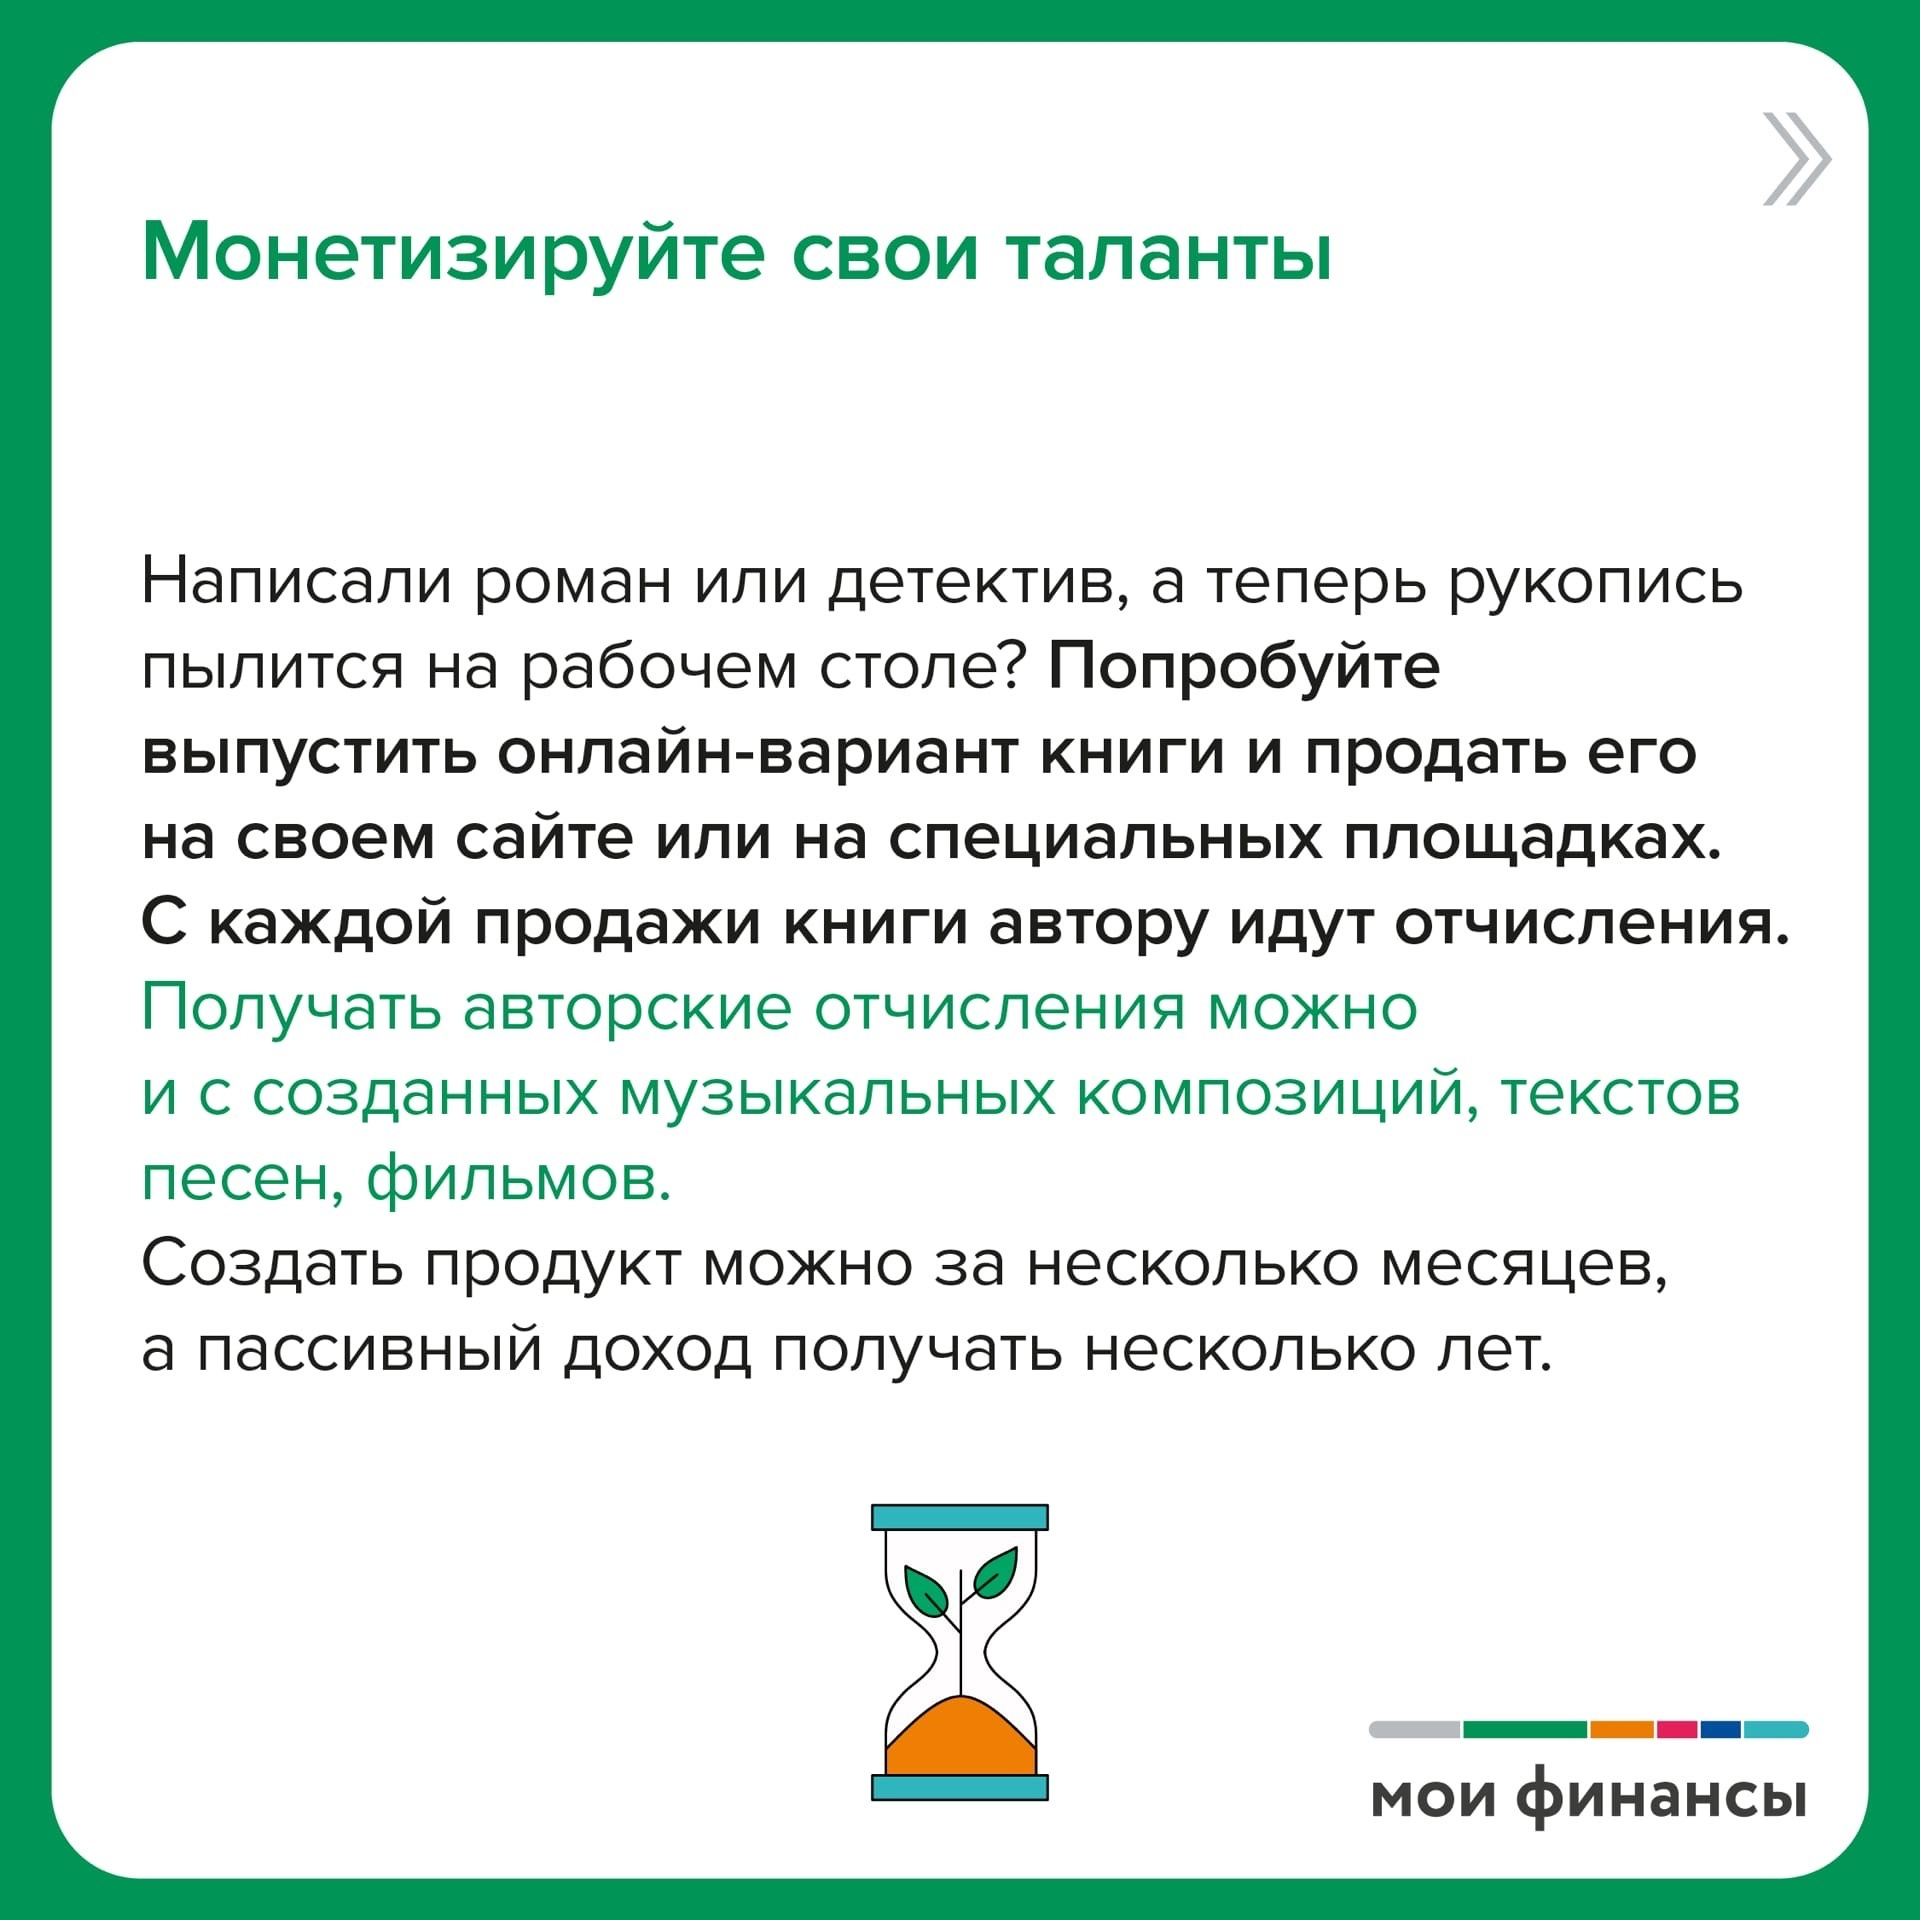 Монетизируйте свои таланты
Написали роман или детектив, а теперь рукопись
пылится на рабочем столе? Попробуйте
выпустить онлайн-вариант книги и продать его
на своем сайте или на специальных площадках.
С каждой продажи книги автору идут отчисления.
Получать авторские отчисления можно
и с созданных музыкальных композиций, текстов
песен, фильмов.
Создать продукт можно за несколько месяцев,
а пассивный доход получать несколько лет.
мои финансы